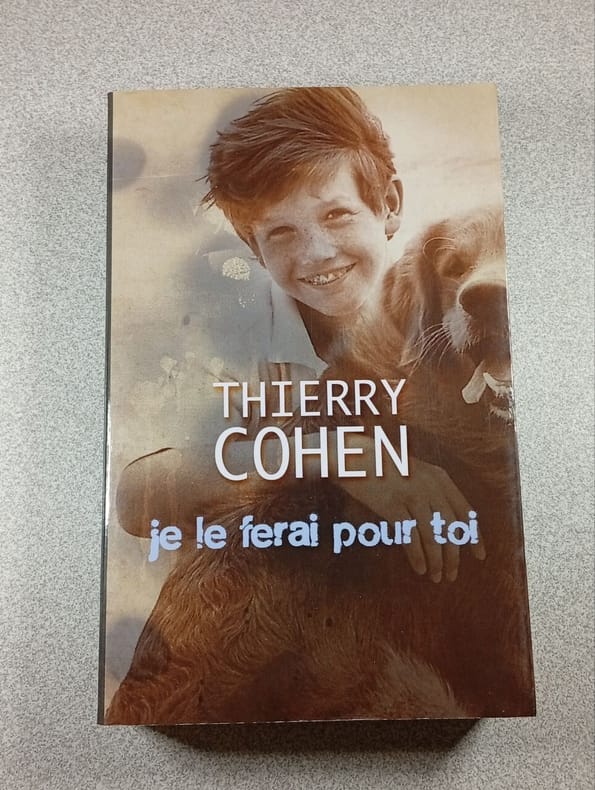 THIERRY
COHEN
je le ferai pour toi